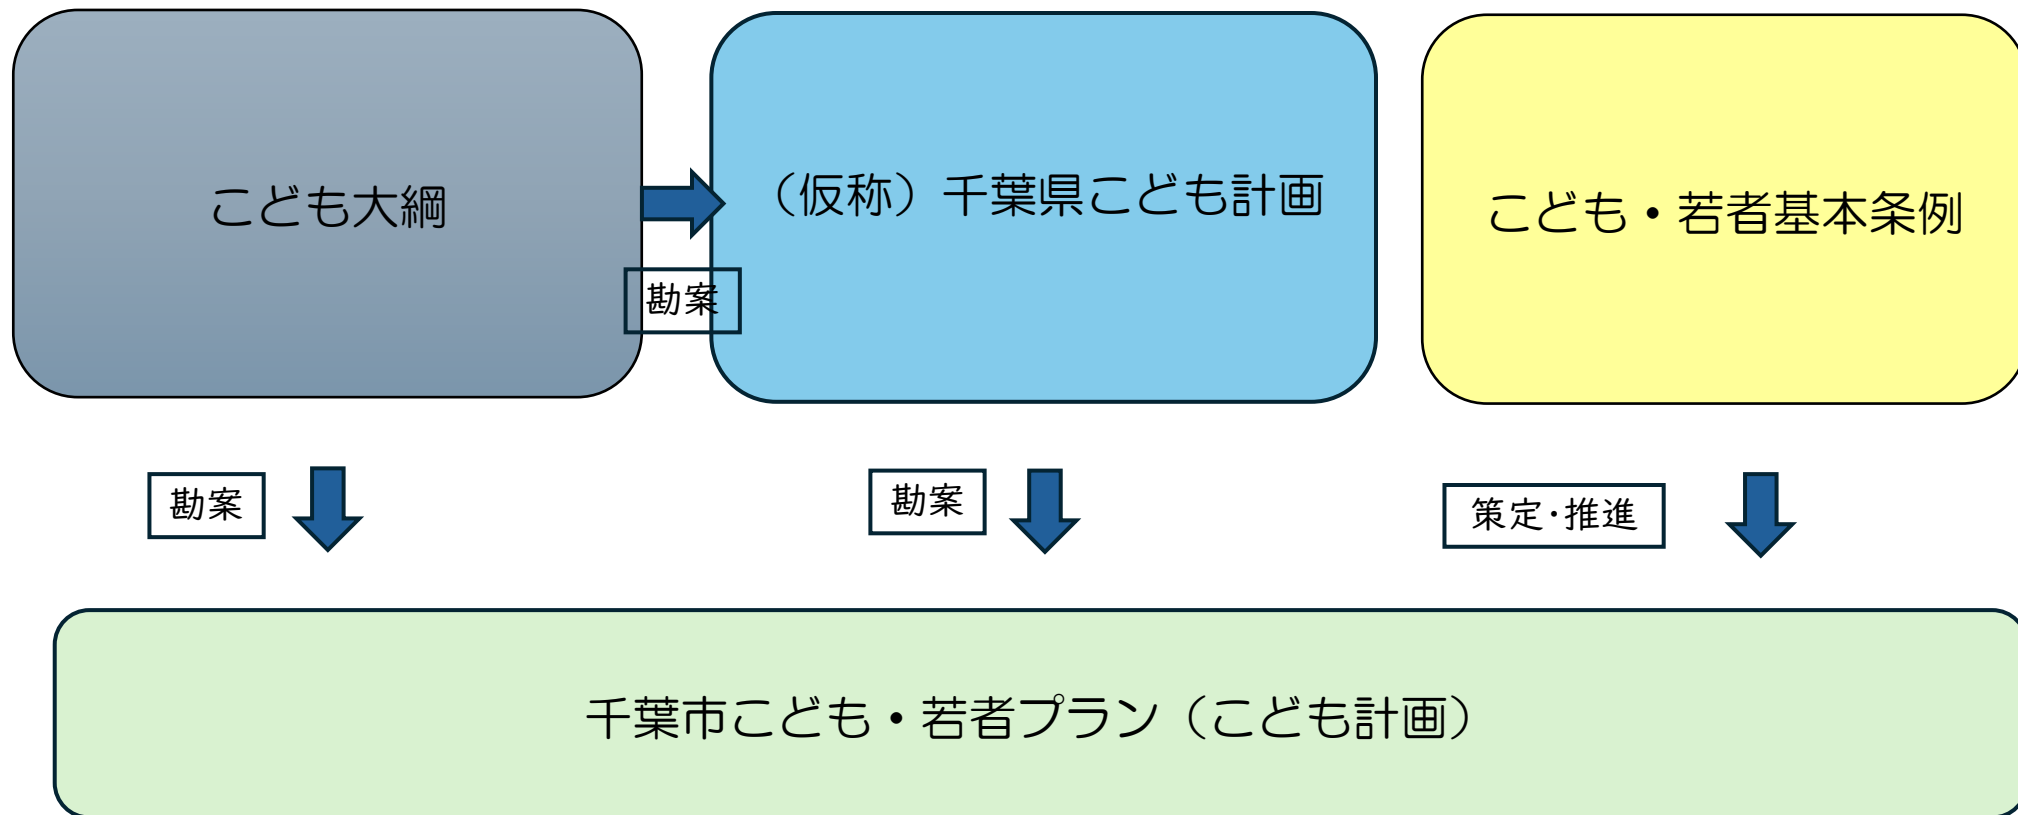 こども大綱
（仮称）千葉県こども計画
こども・若者基本条例
勘案
勘案
勘案
策定･推進
千葉市こども・若者プラン（こども計画）